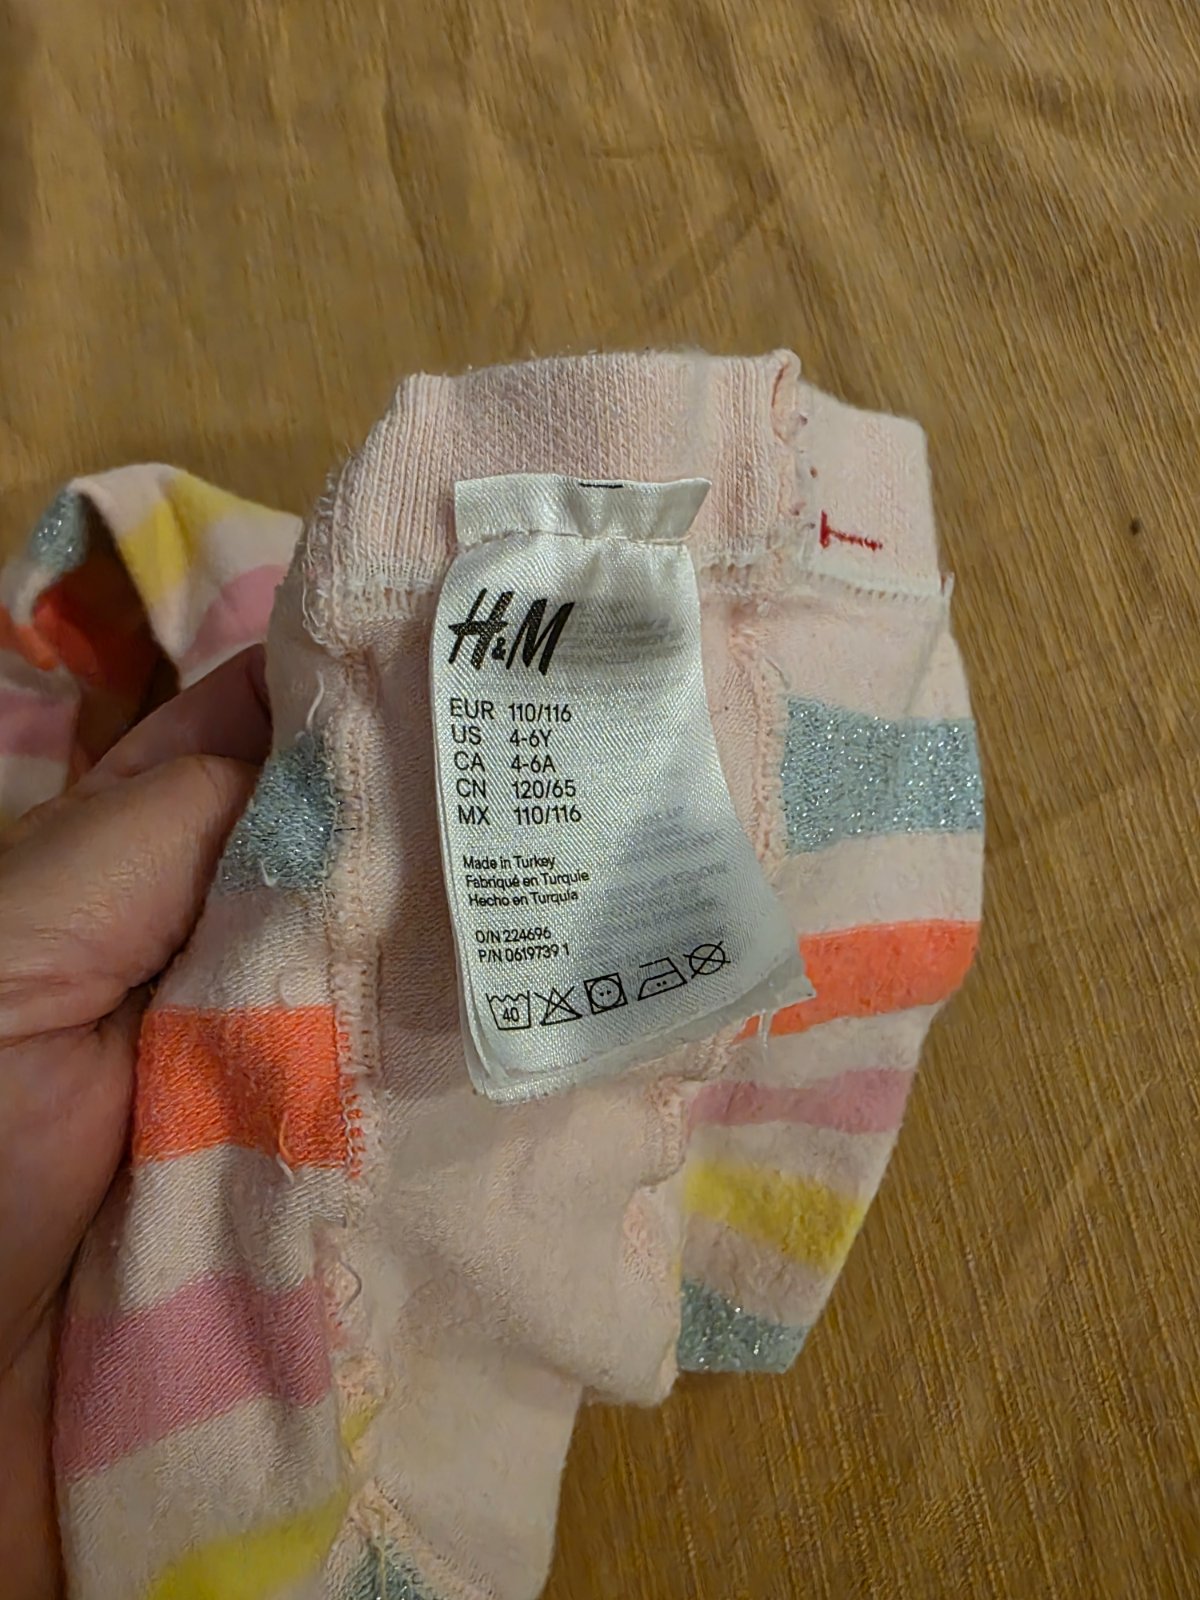 H&M
EUR 110/116
US 4-6Y
CA 4-6A
CN 120/65
MX 110/116
Made in Turkey
Fabriqué en Turquie
Hecho en Turquía
O/N 224696
P/N 0619739 1
40